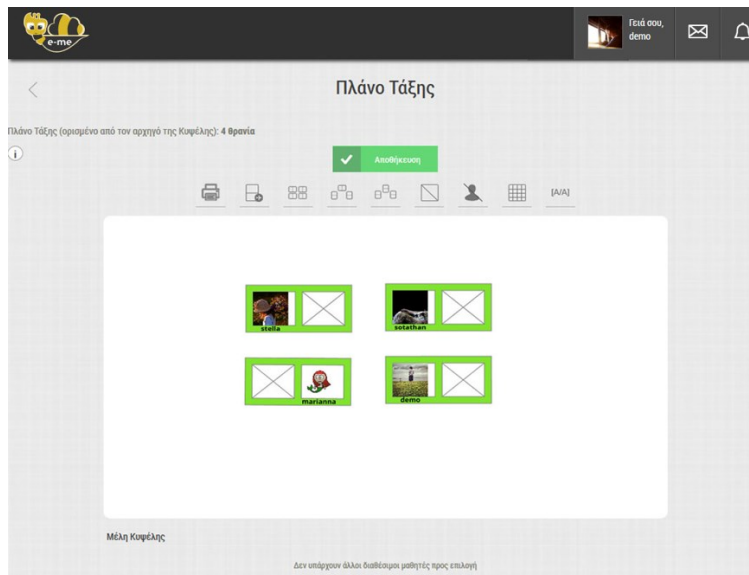 e-me
Γειά σου,
demo
Πλάνο Τάξης
Πλάνο Τάξης (ορισμένο από τον αρχηγό της Κυψέλης): 4 θρανία
i
Αποθήκευση
[A/A]
stella
sotathan
marianna
demo
Μέλη Κυψέλης
Δεν υπάρχουν άλλοι διαθέσιμοι μαθητές προς επιλογή